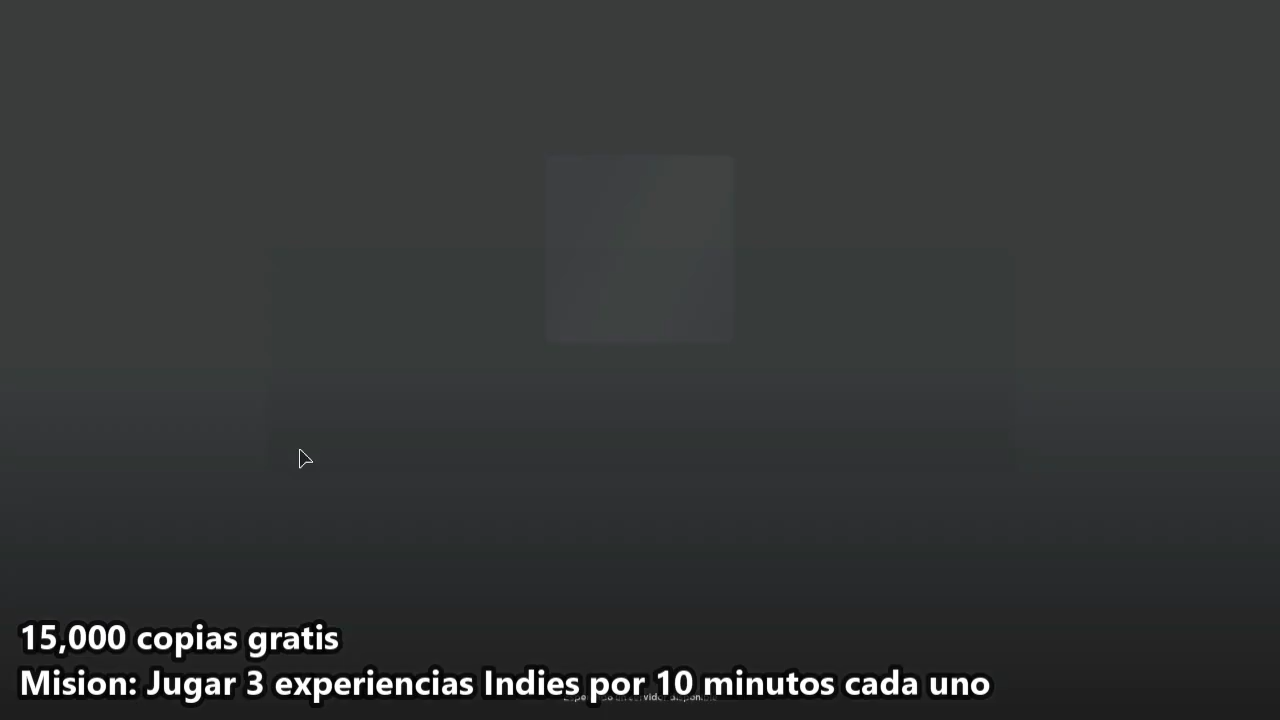 15,000 copias gratis
Mision: Jugar 3 experiencias Indies por 10 minutos cada uno